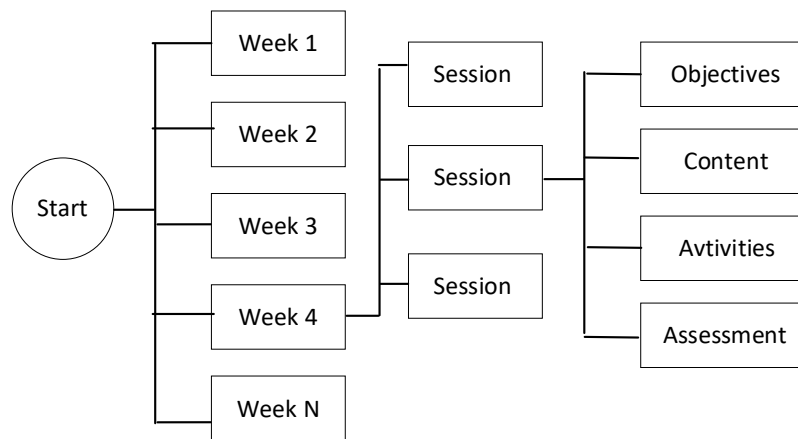 Start
Week 1
Week 2
Week 3
Week 4
Week N
Session
Session
Session
Objectives
Content
Avtivities
Assessment